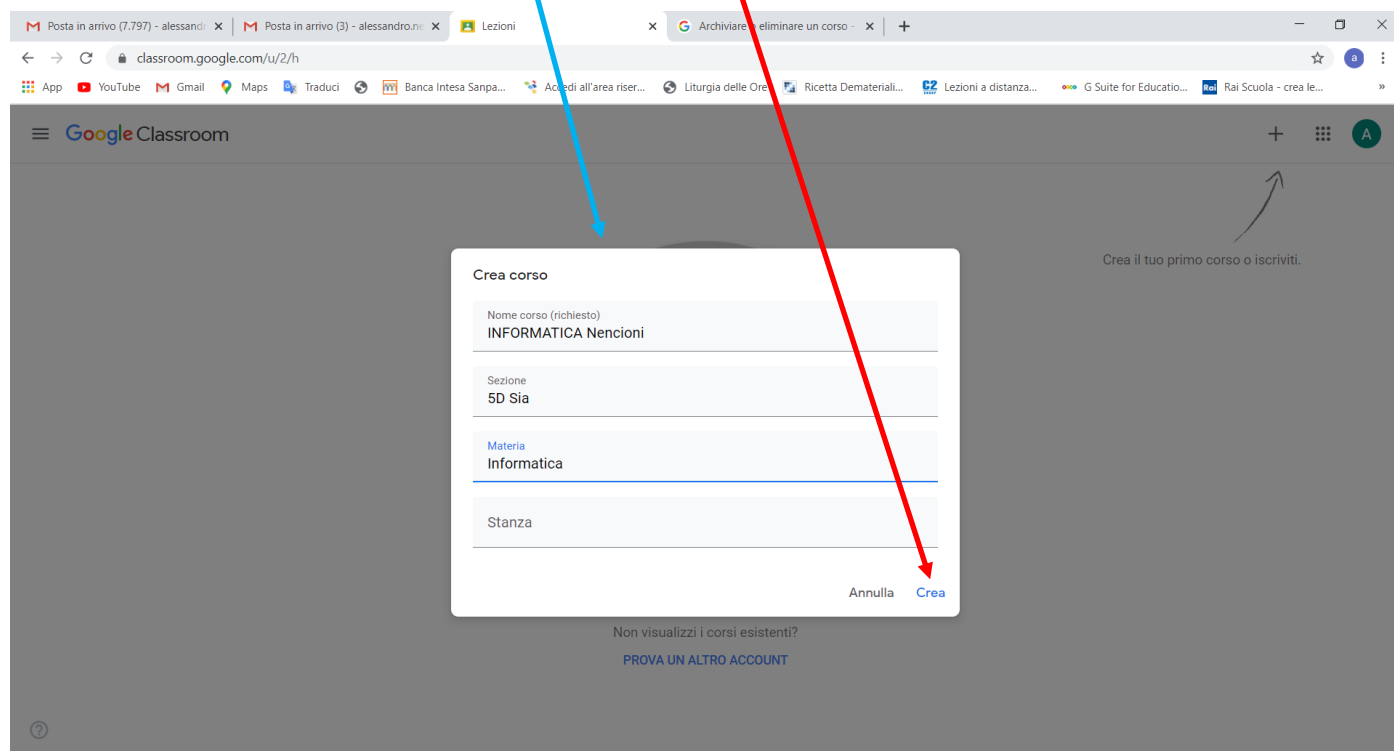 Posta in arrivo (7.797) - alessandr
Posta in arrivo (3) - alessandro.ne
Lezioni
Archiviare o eliminare un corso -
classroom.google.com/u/2/h
a
App
YouTube
Gmail
Maps
Traduci
Banca Intesa Sanpa...
Accedi all'area riser...
Liturgia delle Ore
Ricetta Demateriali...
Lezioni a distanza...
G Suite for Educatio...
Rai Scuola - crea le...
Google Classroom
A
Crea il tuo primo corso o iscriviti.
Crea corso
Nome corso (richiesto)
INFORMATICA Nencioni
Sezione
5D Sia
Materia
Informatica
Stanza
Annulla Crea
Non visualizzi i corsi esistenti?
PROVA UN ALTRO ACCOUNT